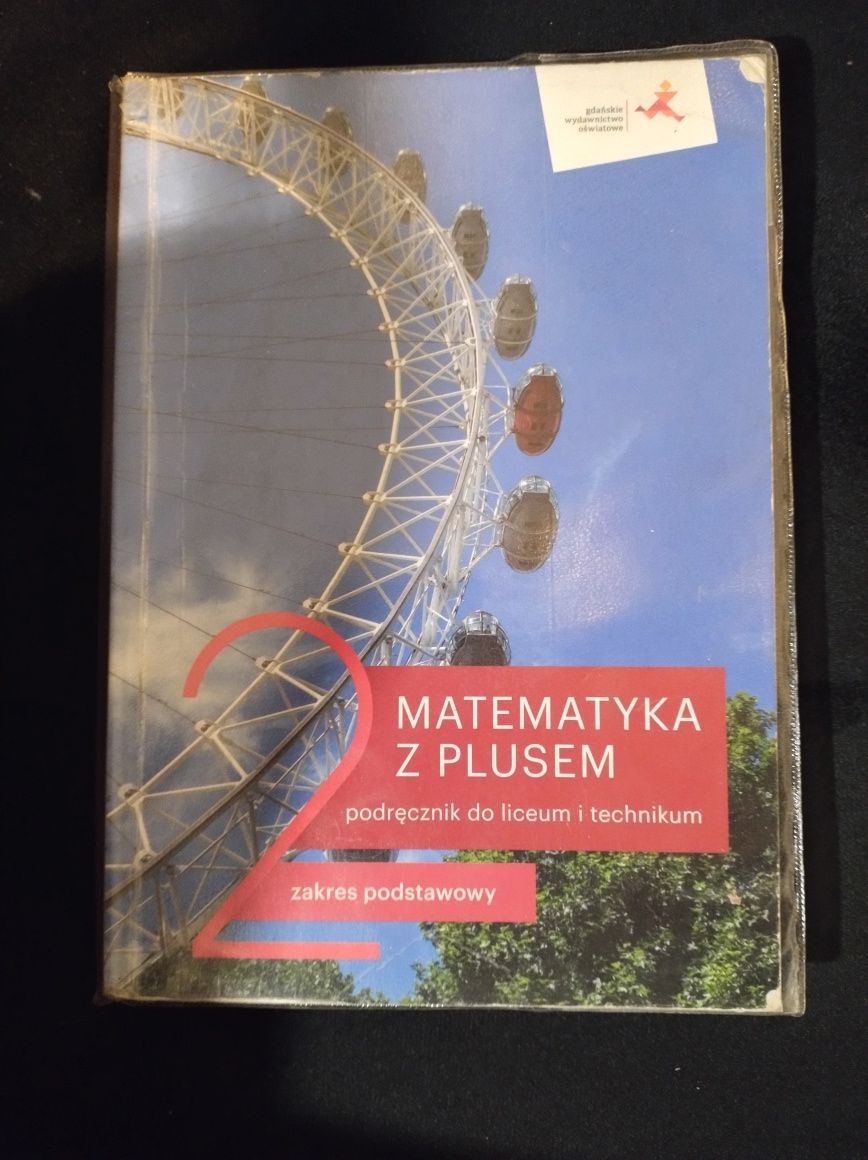 gdańskie
wydawnictwo
oświatowe
2
MATEMATYKA
Z PLUSEM
podręcznik do liceum i technikum
zakres podstawowy